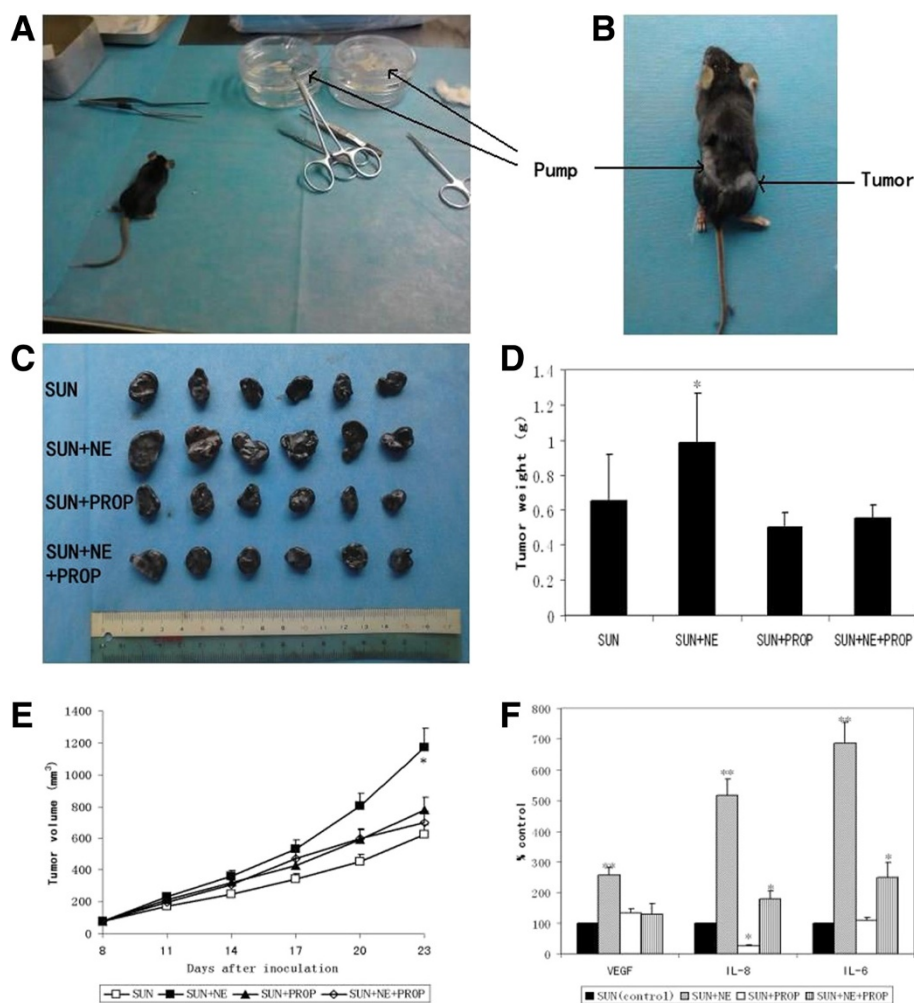 A
B
Pump
Tumor
C
SUN
SUN+NE
SUN+PROP
SUN+NE
+PROP
D
Tumor weight (g)
1.4
1.2
1
0.8
0.6
0.4
0.2
0
*
SUN SUN+NE SUN+PROP SUN+NE+PROP
E
Tumor volume (mm³)
1400
1200
1000
800
600
400
200
0
*
8 11 14 17 20 23
Days after inoculation
SUN SUN+NE SUN+PROP SUN+NE+PROP
F
% control
800
700
600
500
400
300
200
100
0
** ** * * ** *
VEGF IL-8 IL-6
SUN(control) SUN+NE SUN+PROP SUN+NE+PROP